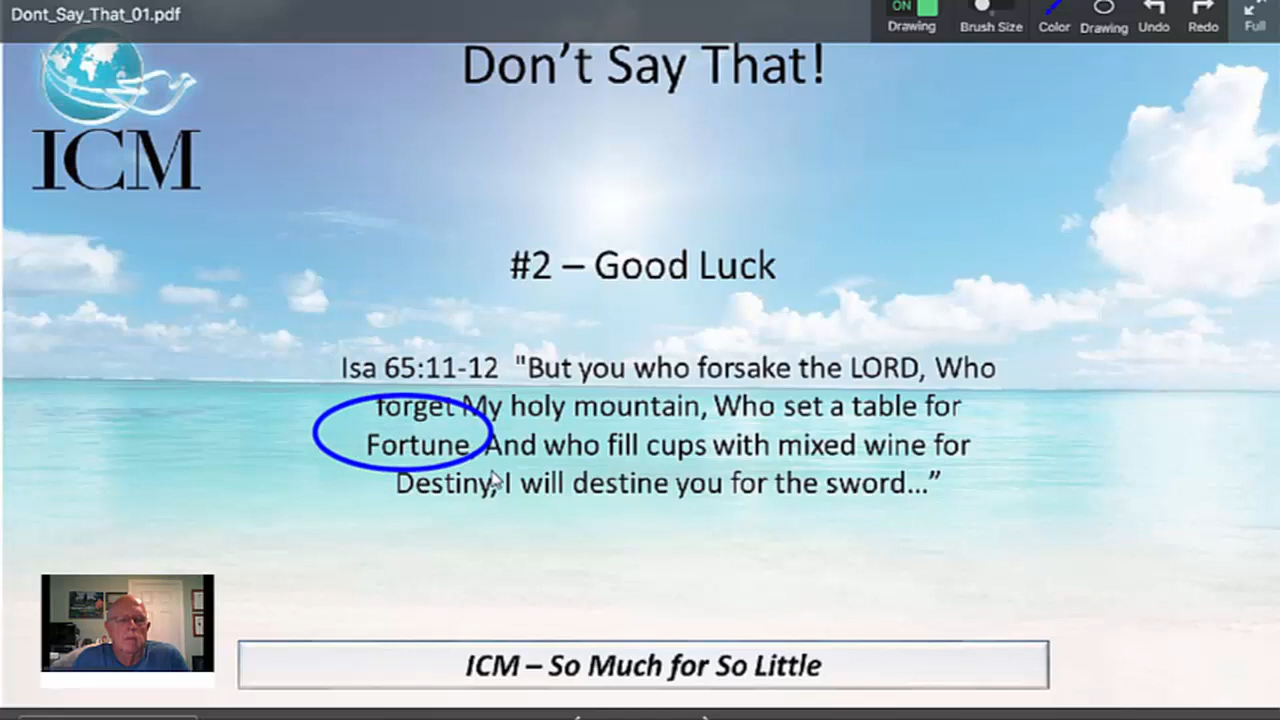 Dont_Say_That_01.pdf
ON
Drawing
Brush Size
Color
Drawing
Undo
Redo
Full
Don't Say That!
ICM
#2 – Good Luck
Isa 65:11-12 "But you who forsake the LORD, Who
forget My holy mountain, Who set a table for
Fortune, And who fill cups with mixed wine for
Destiny, I will destine you for the sword…”
ICM – So Much for So Little